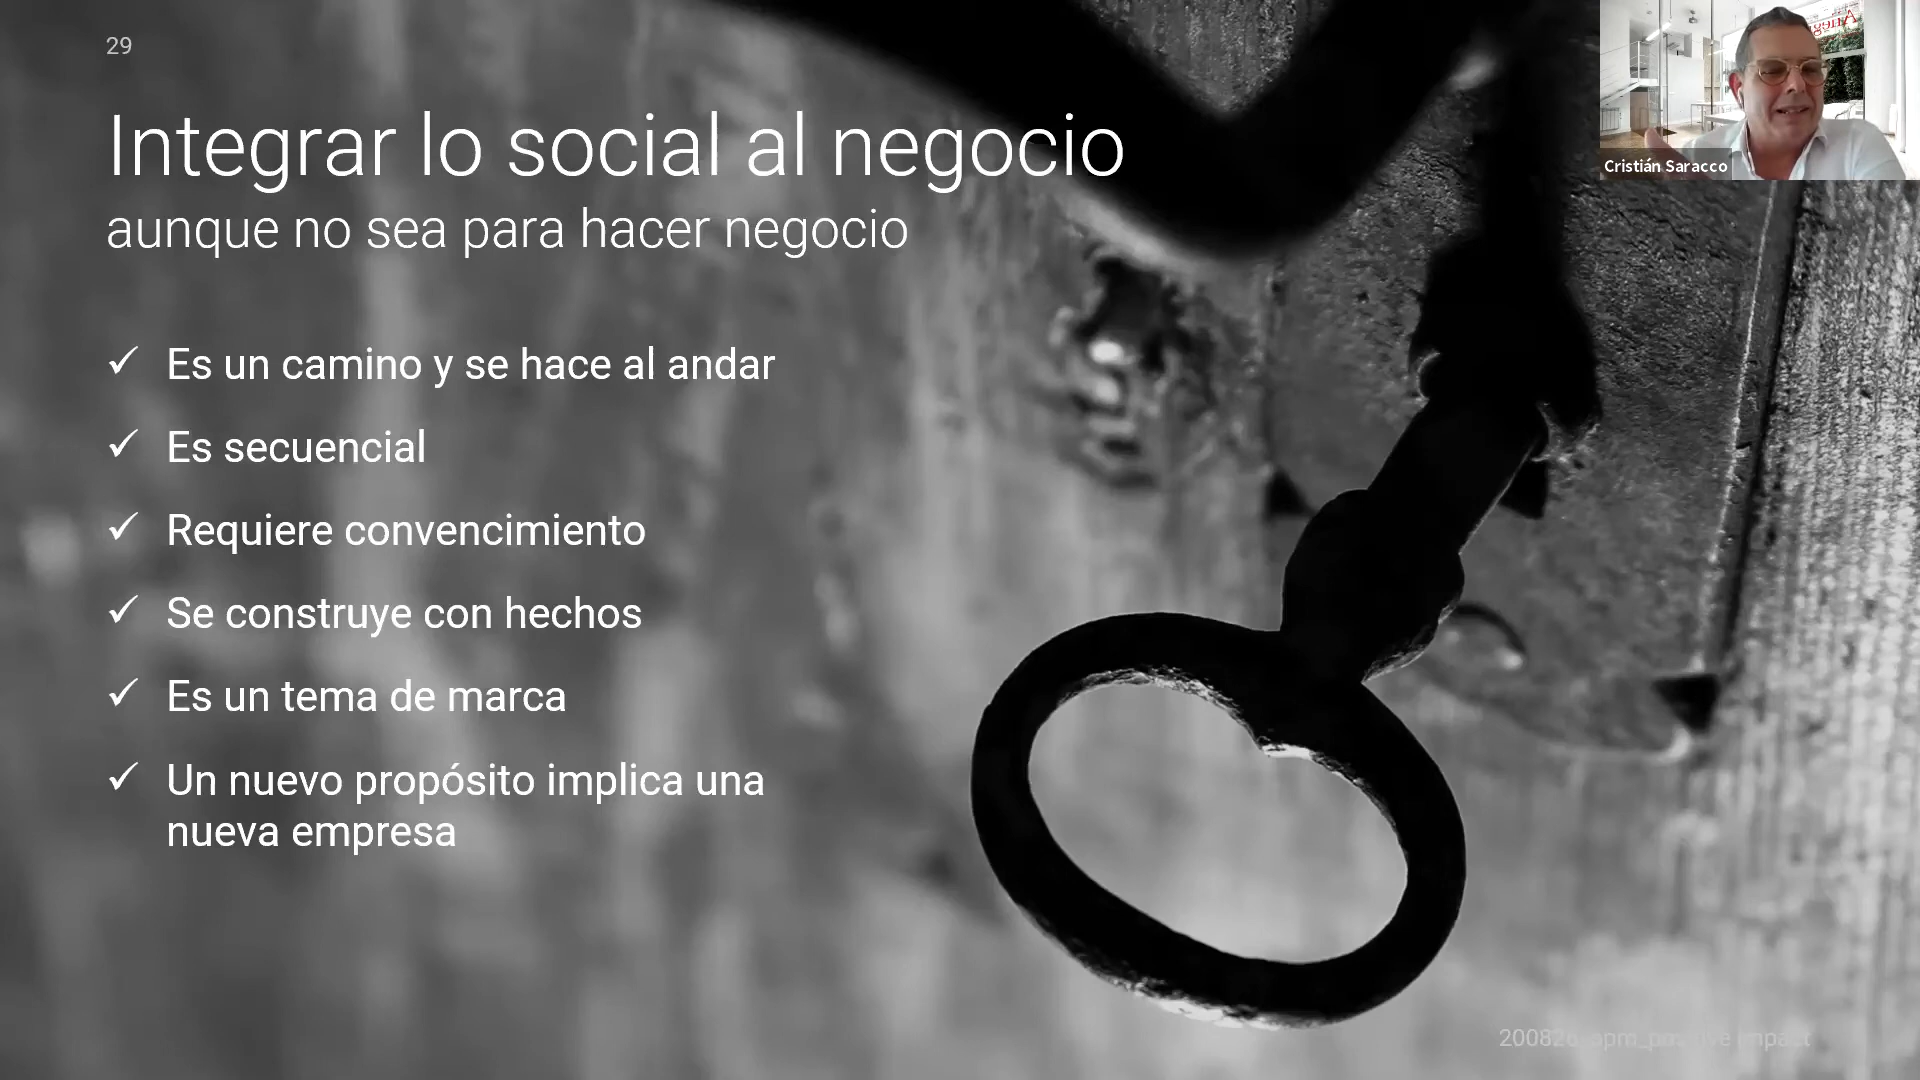 29
Integrar lo social al negocio
aunque no sea para hacer negocio
✓ Es un camino y se hace al andar
✓ Es secuencial
✓ Requiere convencimiento
✓ Se construye con hechos
✓ Es un tema de marca
✓ Un nuevo propósito implica una
nueva empresa
Cristián Saracco
impact